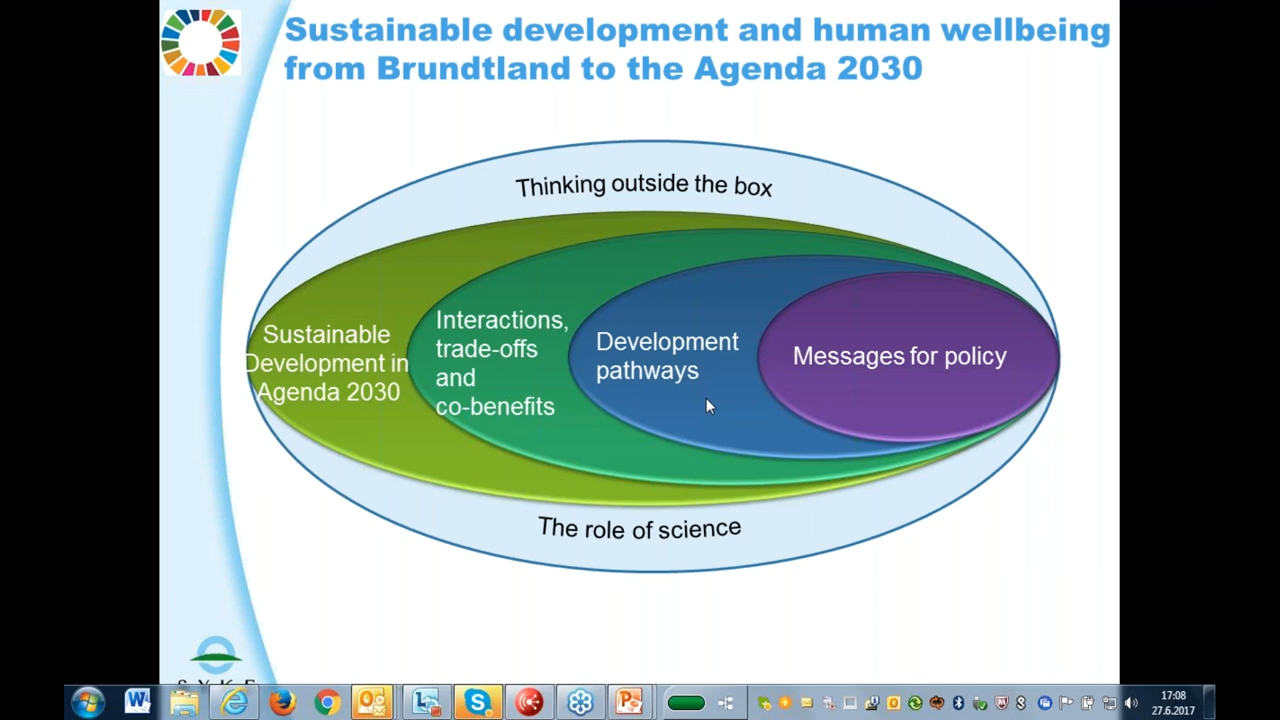 Sustainable development and human wellbeing
from Brundtland to the Agenda 2030
Thinking outside the box
Sustainable
Development in
Agenda 2030
Interactions,
trade-offs
and
co-benefits
Development
pathways
Messages for policy
The role of science
S Y K E
17:08
27.6.2017